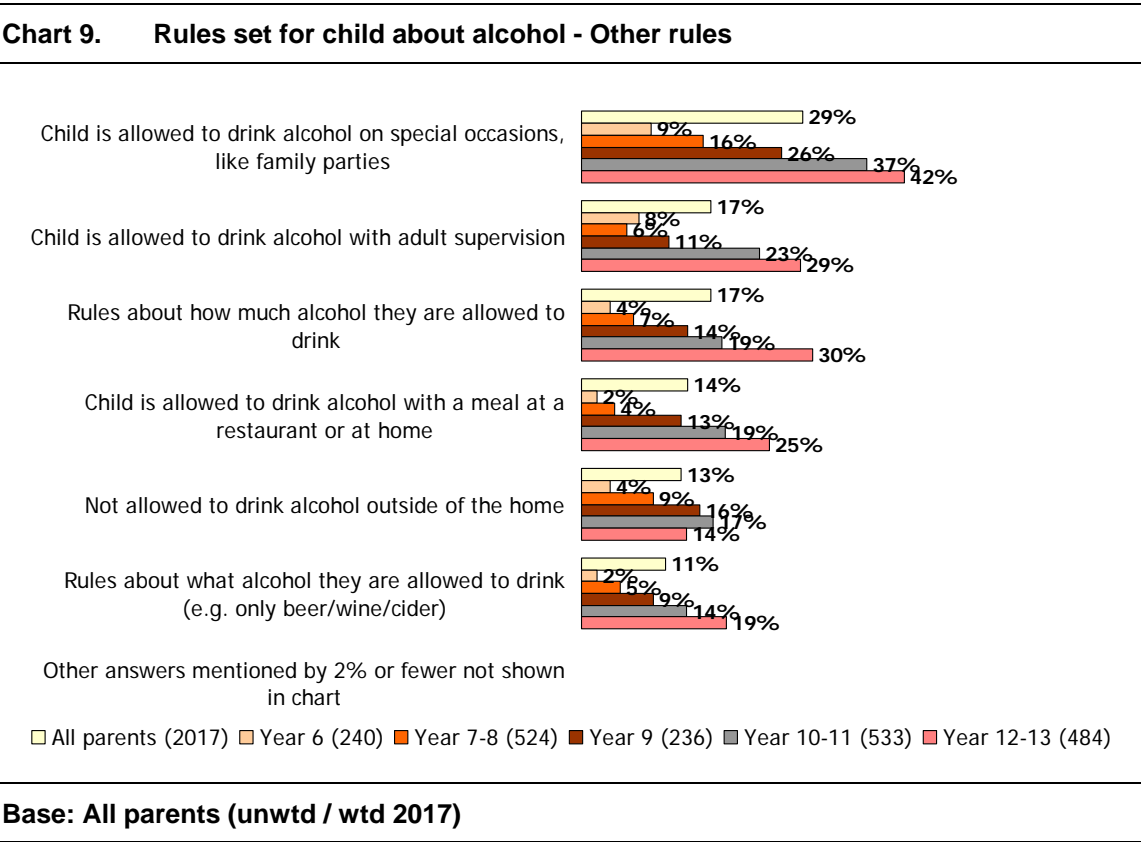 Chart 9. Rules set for child about alcohol - Other rules
Child is allowed to drink alcohol on special occasions,
like family parties
29%
9%
16%
26%
37%
42%
Child is allowed to drink alcohol with adult supervision
17%
8%
6%
11%
23%
29%
Rules about how much alcohol they are allowed to
drink
17%
4%
7%
14%
19%
30%
Child is allowed to drink alcohol with a meal at a
restaurant or at home
14%
2%
4%
13%
19%
25%
Not allowed to drink alcohol outside of the home
13%
4%
9%
16%
17%
14%
Rules about what alcohol they are allowed to drink
(e.g. only beer/wine/cider)
11%
2%
5%
9%
14%
19%
Other answers mentioned by 2% or fewer not shown
in chart
All parents (2017) Year 6 (240) Year 7-8 (524) Year 9 (236) Year 10-11 (533) Year 12-13 (484)
Base: All parents (unwtd / wtd 2017)